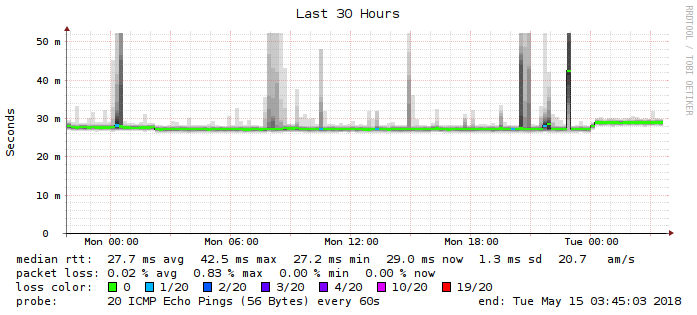 Last 30 Hours
RRDTOOL / TOBI OETIKER
Seconds
50 m
40 m
30 m
20 m
10 m
0
Mon 00:00 Mon 06:00 Mon 12:00 Mon 18:00 Tue 00:00
median rtt: 27.7 ms avg 42.5 ms max 27.2 ms min 29.0 ms now 1.3 ms sd 20.7 am/s
packet loss: 0.02 % avg 0.83 % max 0.00 % min 0.00 % now
loss color: 0 1/20 2/20 3/20 4/20 10/20 19/20
probe: 20 ICMP Echo Pings (56 Bytes) every 60s end: Tue May 15 03:45:03 2018